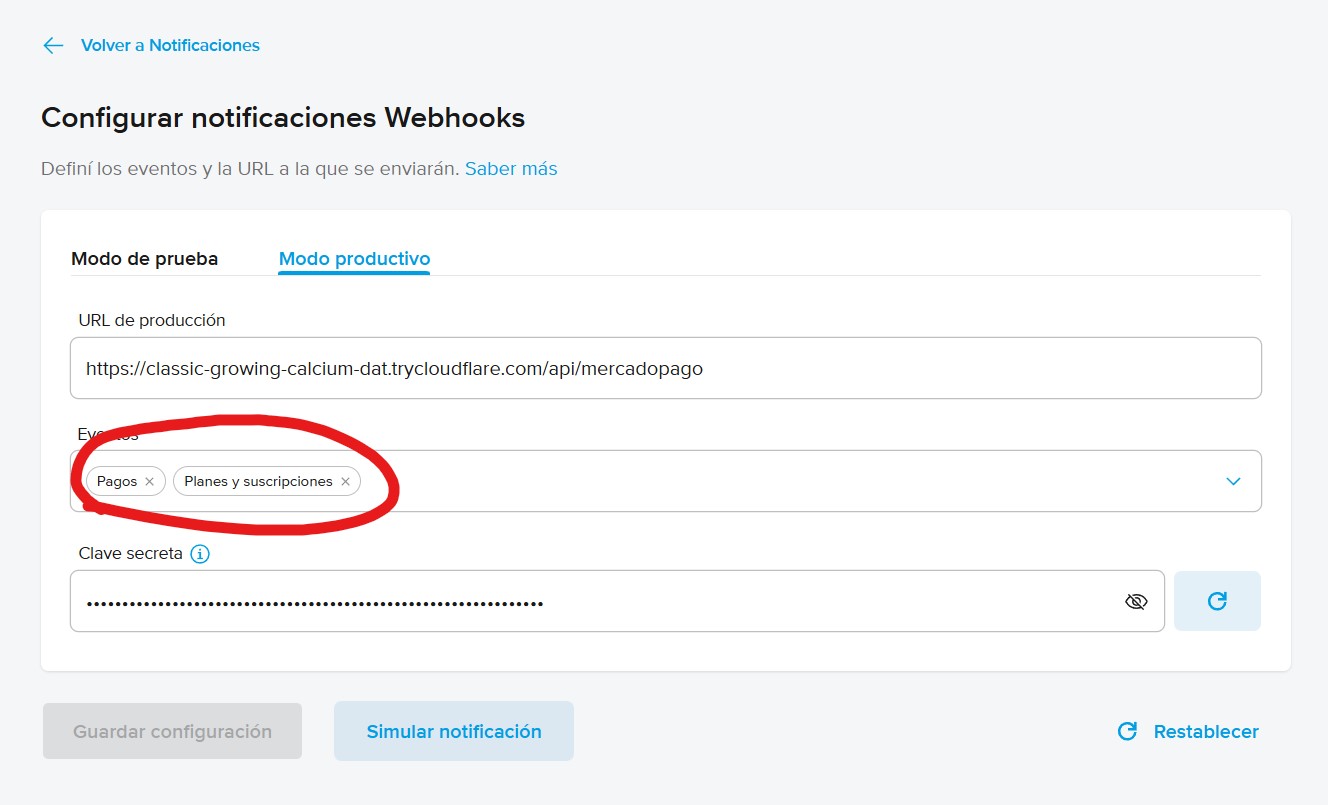 Volver a Notificaciones
Configurar notificaciones Webhooks
Definí los eventos y la URL a la que se enviarán. Saber más
Modo de prueba Modo productivo
URL de producción
https://classic-growing-calcium-dat.trycloudflare.com/api/mercadopago
Eventos
Pagos × Planes y suscripciones ×
Clave secreta
Guardar configuración Simular notificación Restablecer